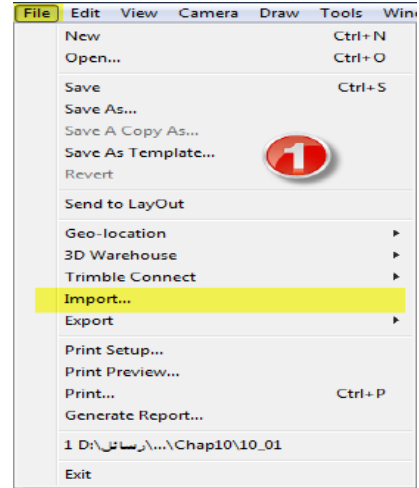 File Edit View Camera Draw Tools Wind
New Ctrl+N
Open... Ctrl+O
Save Ctrl+S
Save As...
Save A Copy As...
Save As Template...
1
Revert
Send to LayOut
Geo-location
3D Warehouse
Trimble Connect
Import...
Export
Print Setup...
Print Preview...
Print... Ctrl+P
Generate Report...
1 D:\رسائل\...\Chap10\10_01
Exit